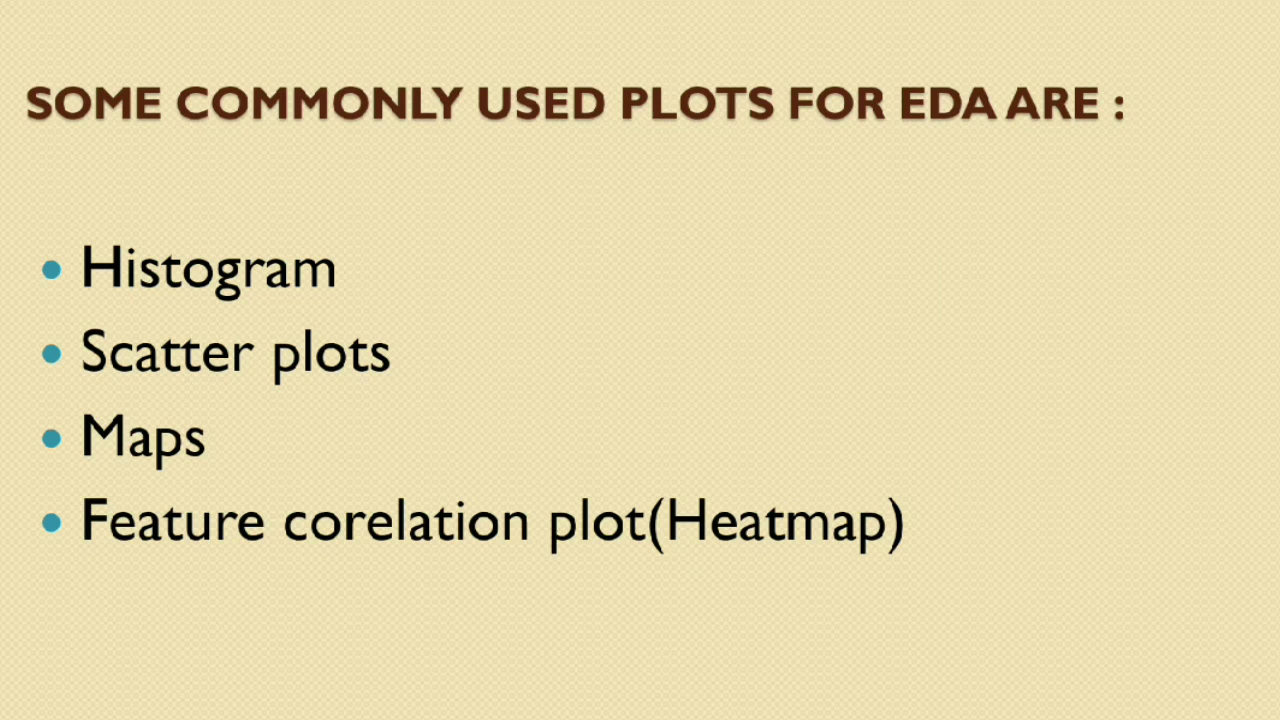 SOME COMMONLY USED PLOTS FOR EDA ARE :
• Histogram
• Scatter plots
• Maps
• Feature corelation plot(Heatmap)